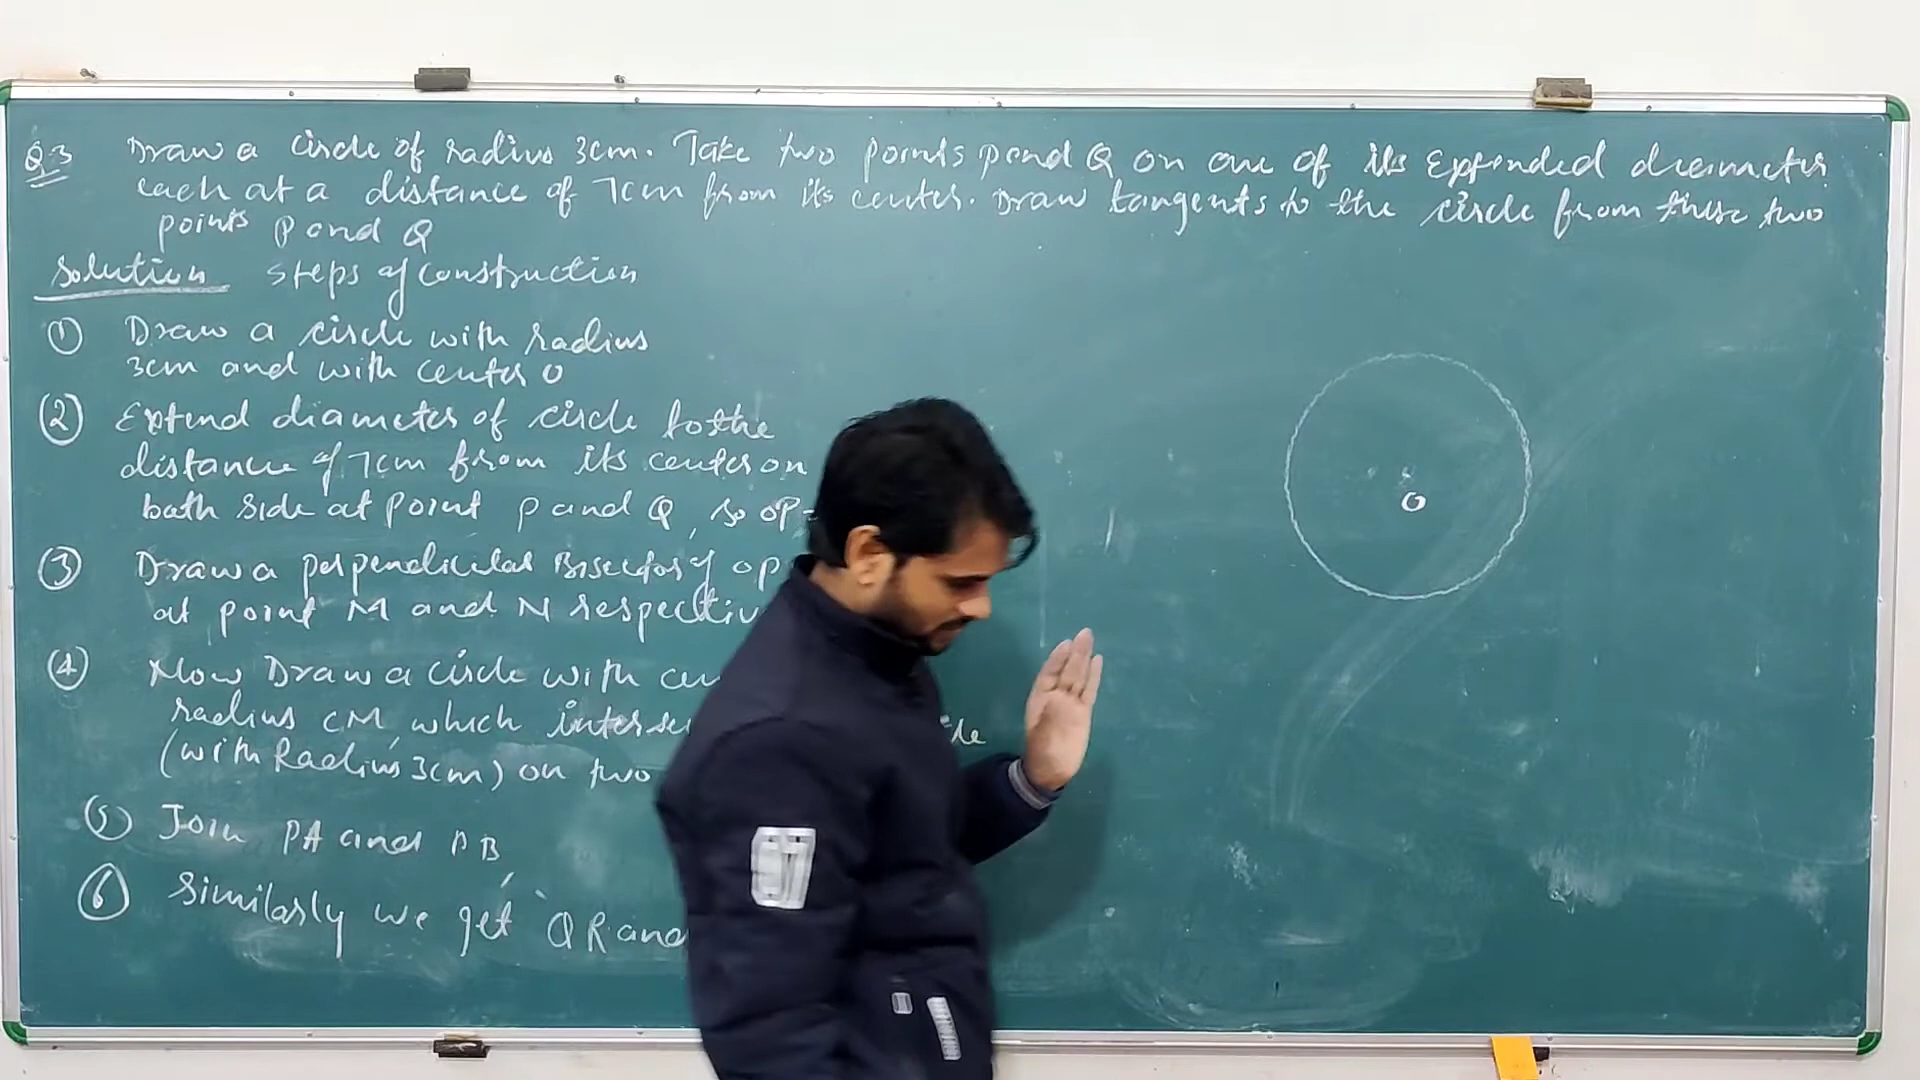 Q.3 Draw a circle of radius 3cm. Take two points P and Q on one of its Extended diameter
each at a distance of 7cm from its center. Draw tangents to the circle from these two
points P and Q
Solution steps of construction
① Draw a circle with radius
3cm and with center O
② Extend diameter of circle to the
distance of 7cm from its center on
both side at point P and Q, so OP=
③ Draw a perpendicular Bisector of OP
at point M and N
④ Now Draw a circle with
radius CM, which
(with Radius 3cm) on two
⑤ Join PA and PB
⑥ Similarly we get QR and
O